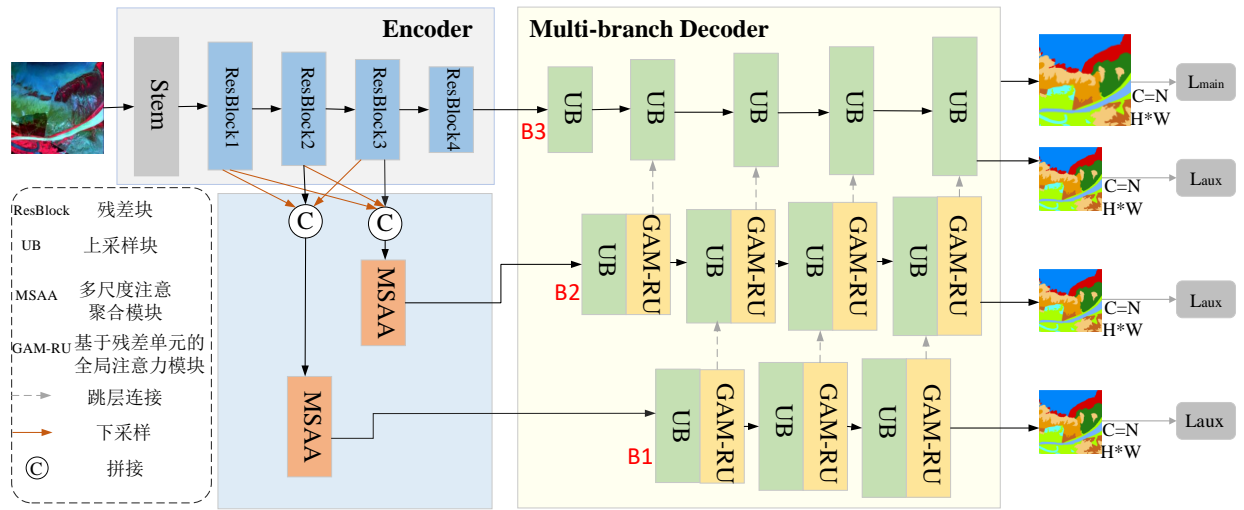 Encoder
Multi-branch Decoder
Stem
ResBlock1
ResBlock2
ResBlock3
ResBlock4
B3
UB
UB
UB
UB
UB
C=N
H*W
Lmain
C=N
H*W
Laux
C
C
MSAA
MSAA
B2
UB
GAM-RU
UB
GAM-RU
UB
GAM-RU
UB
GAM-RU
C=N
H*W
Laux
B1
UB
GAM-RU
UB
GAM-RU
UB
GAM-RU
C=N
H*W
Laux
ResBlock 残差块
UB 上采样块
MSAA 多尺度注意
聚合模块
GAM-RU 基于残差单元的
全局注意力模块
跳层连接
下采样
C 拼接